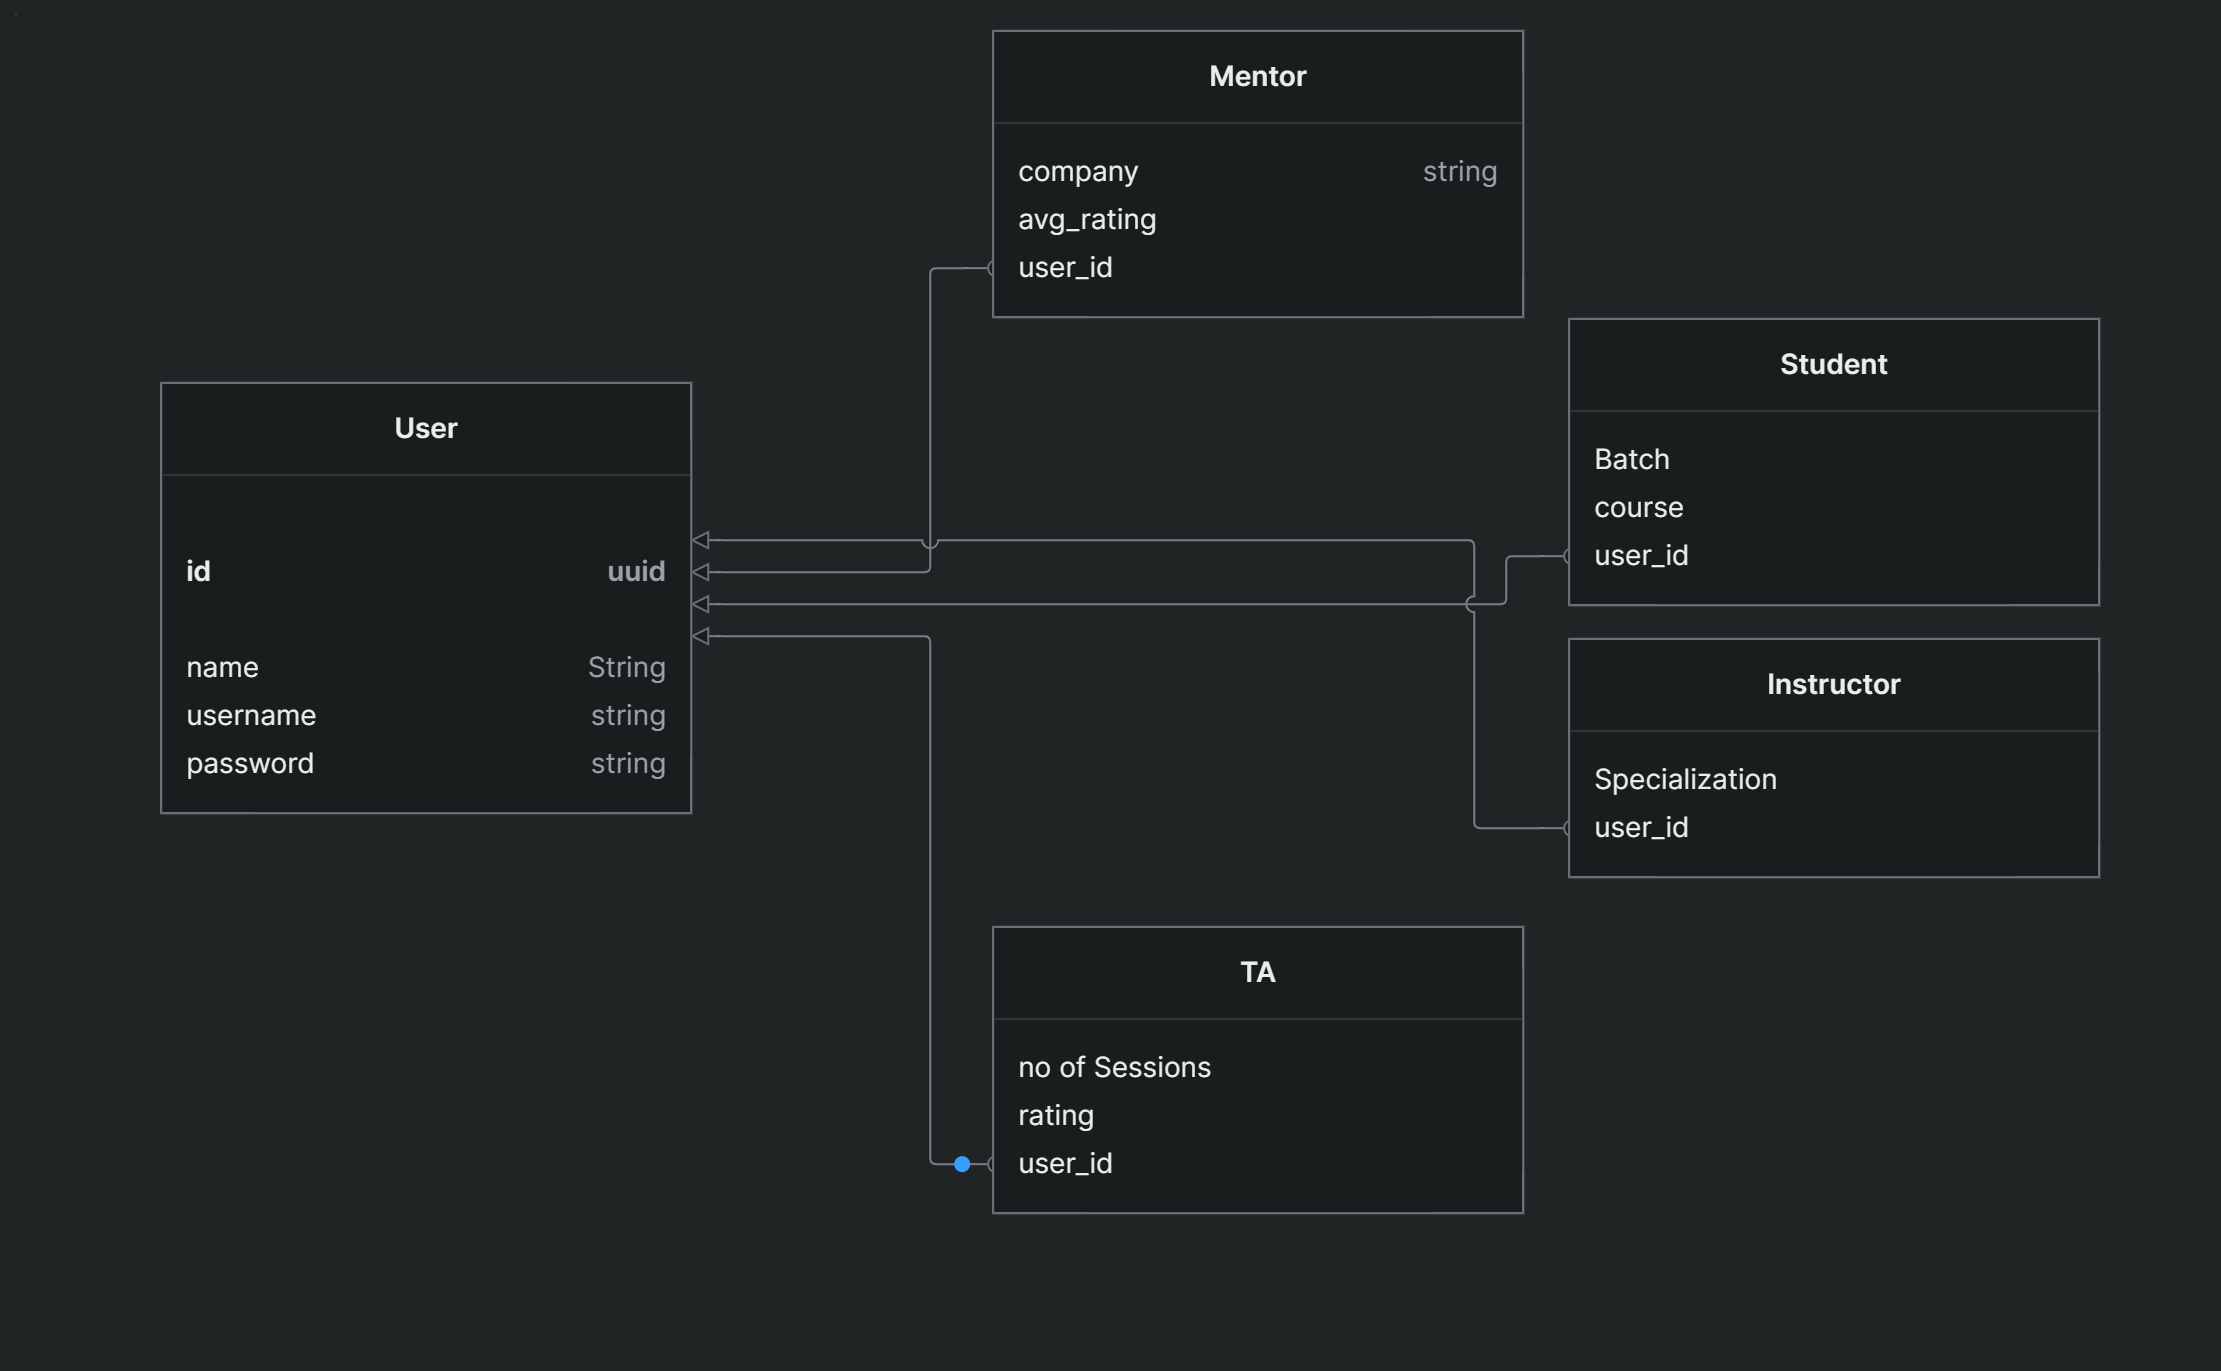 Mentor
company string
avg_rating
user_id
User
id uuid
name String
username string
password string
Student
Batch
course
user_id
Instructor
Specialization
user_id
TA
no of Sessions
rating
user_id